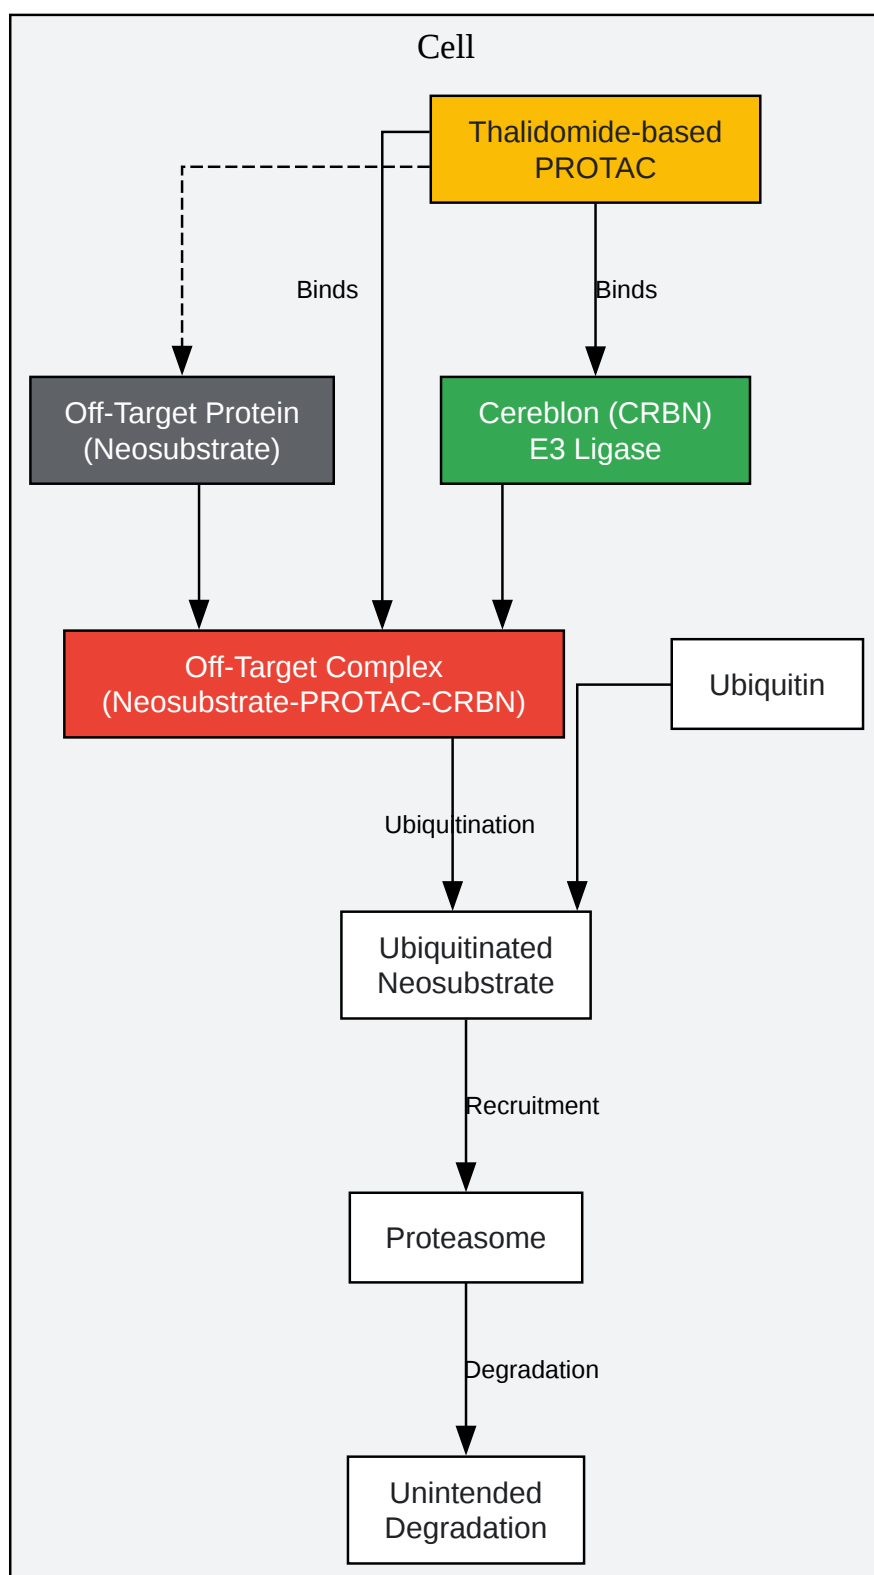 Cell
Thalidomide-based
PROTAC
Binds
Binds
Off-Target Protein
(Neosubstrate)
Cereblon (CRBN)
E3 Ligase
Off-Target Complex
(Neosubstrate-PROTAC-CRBN)
Ubiquitin
Ubiquitination
Ubiquitinated
Neosubstrate
Recruitment
Proteasome
Degradation
Unintended
Degradation